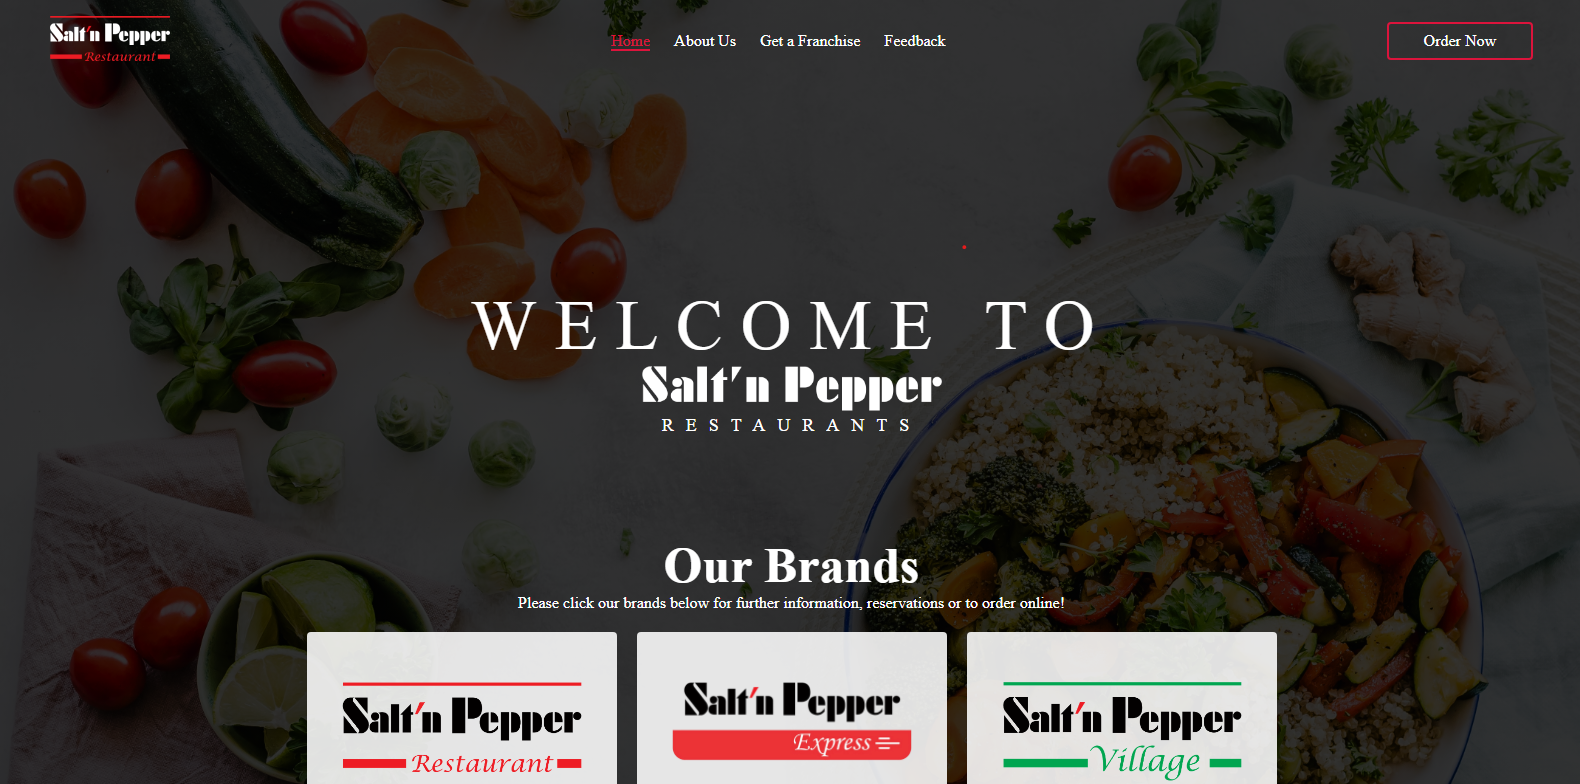 Salt'n Pepper
Restaurant
Home About Us Get a Franchise Feedback
Order Now
WELCOME TO
Salt'n Pepper
RESTAURANTS
Our Brands
Please click our brands below for further information, reservations or to order online!
Salt'n Pepper
Restaurant
Salt'n Pepper
Express
Salt'n Pepper
Village